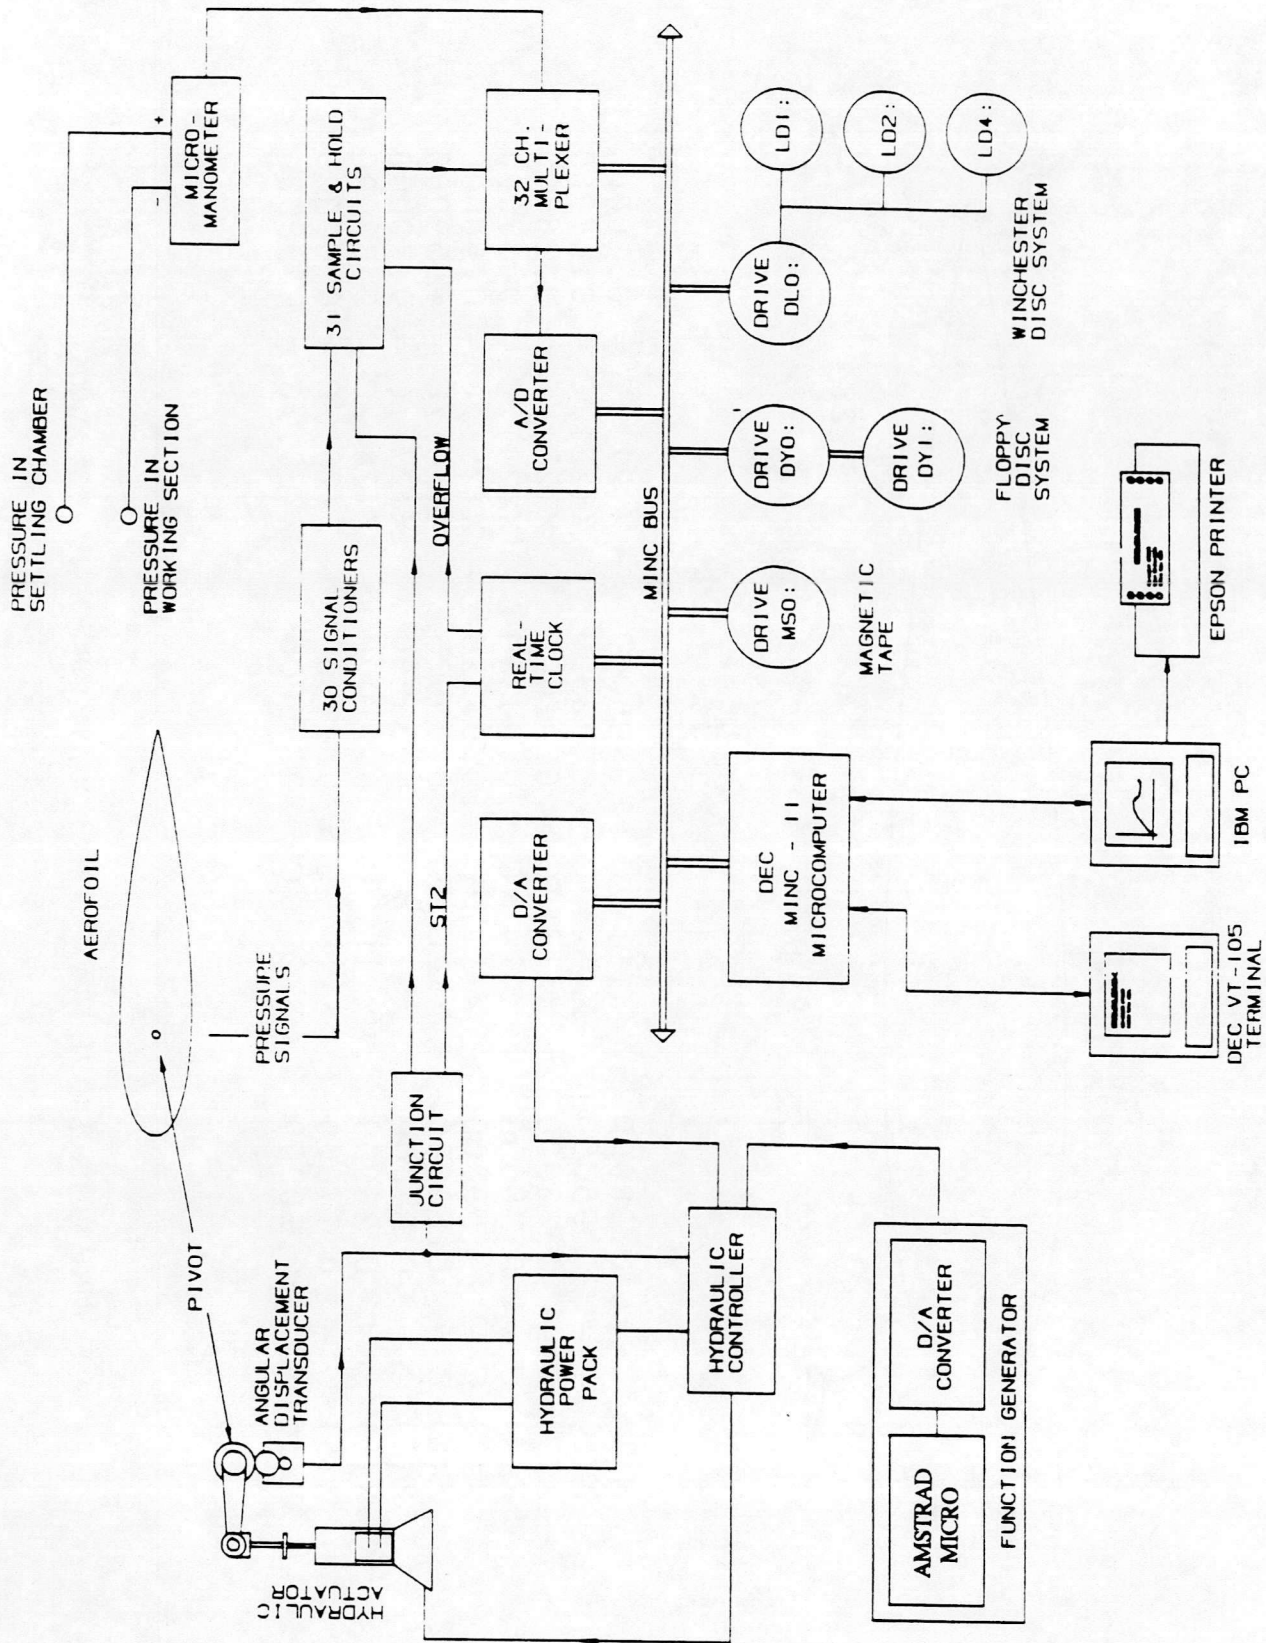 PRESSURE IN
SETTLING CHAMBER
PRESSURE IN
WORKING SECTION
+
-
MICRO-
MANOMETER
AEROFOIL
PIVOT
PRESSURE
SIGNALS
30 SIGNAL
CONDITIONERS
31 SAMPLE & HOLD
CIRCUITS
ANGULAR
DISPLACEMENT
TRANSDUCER
HYDRAULIC
ACTUATOR
JUNCTION
CIRCUIT
ST2
OVERFLOW
HYDRAULIC
POWER
PACK
D/A
CONVERTER
REAL-
TIME
CLOCK
A/D
CONVERTER
32 CH.
MULTI-
PLEXER
MINC BUS
HYDRAULIC
CONTROLLER
DEC
MINC - 11
MICROCOMPUTER
DRIVE
MS0:
MAGNETIC
TAPE
DRIVE
DY0:
DRIVE
DY1:
FLOPPY
DISC
SYSTEM
DRIVE
DL0:
LD1:
LD2:
LD4:
WINCHESTER
DISC SYSTEM
AMSTRAD
MICRO
D/A
CONVERTER
FUNCTION GENERATOR
DEC VT-105
TERMINAL
IBM PC
EPSON PRINTER